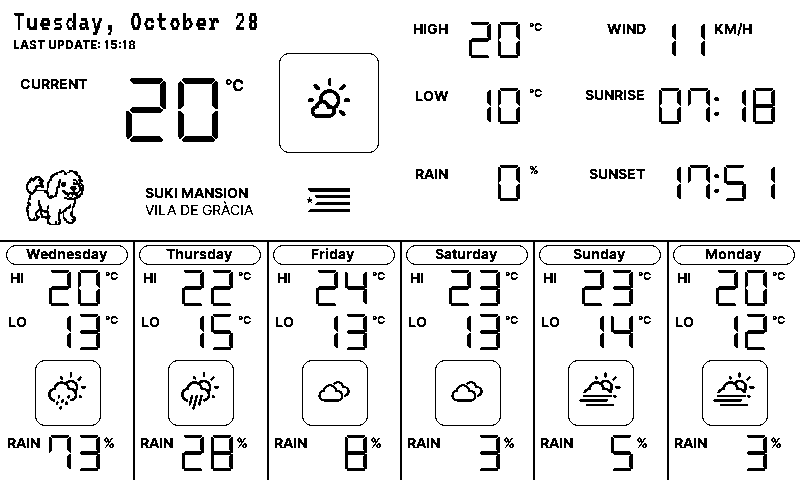 Tuesday, October 28
LAST UPDATE: 15:18
CURRENT 20 °C
HIGH 20 °C
LOW 10 °C
RAIN 0 %
WIND 11 KM/H
SUNRISE 07:18
SUNSET 17:51
SUKI MANSION
VILA DE GRÀCIA
Wednesday
HI 20 °C
LO 13 °C
RAIN 73 %
Thursday
HI 22 °C
LO 15 °C
RAIN 28 %
Friday
HI 24 °C
LO 13 °C
RAIN 8 %
Saturday
HI 23 °C
LO 13 °C
RAIN 3 %
Sunday
HI 23 °C
LO 14 °C
RAIN 5 %
Monday
HI 20 °C
LO 12 °C
RAIN 3 %